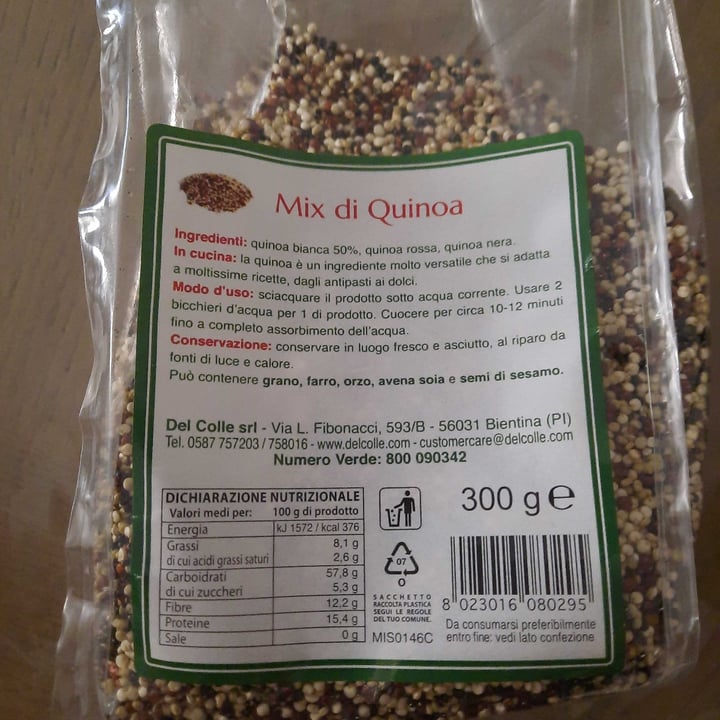 Mix di Quinoa
Ingredienti: quinoa bianca 50%, quinoa rossa, quinoa nera.
In cucina: la quinoa è un ingrediente molto versatile che si adatta
a moltissime ricette, dagli antipasti ai dolci.
Modo d'uso: sciacquare il prodotto sotto acqua corrente. Usare 2
bicchieri d'acqua per 1 di prodotto. Cuocere per circa 10-12 minuti
fino a completo assorbimento dell'acqua.
Conservazione: conservare in luogo fresco e asciutto, al riparo da
fonti di luce e calore.
Può contenere grano, farro, orzo, avena soia e semi di sesamo.
Del Colle srl - Via L. Fibonacci, 593/B - 56031 Bientina (PI)
Tel. 0587 757203 / 758016 - www.delcolle.com - customercare@delcolle.com
Numero Verde: 800 090342
DICHIARAZIONE NUTRIZIONALE
Valori medi per: 100 g di prodotto
Energia kJ 1572 / kcal 376
Grassi 8,1 g
di cui acidi grassi saturi 2,6 g
Carboidrati 57,8 g
di cui zuccheri 5,3 g
Fibre 12,2 g
Proteine 15,4 g
Sale 0 g
07
O
SACCHETTO
RACCOLTA PLASTICA
SEGUI LE REGOLE
DEL TUO COMUNE.
MIS0146C
300 g e
8 023016 080295
Da consumarsi preferibilmente
entro fine: vedi lato confezione